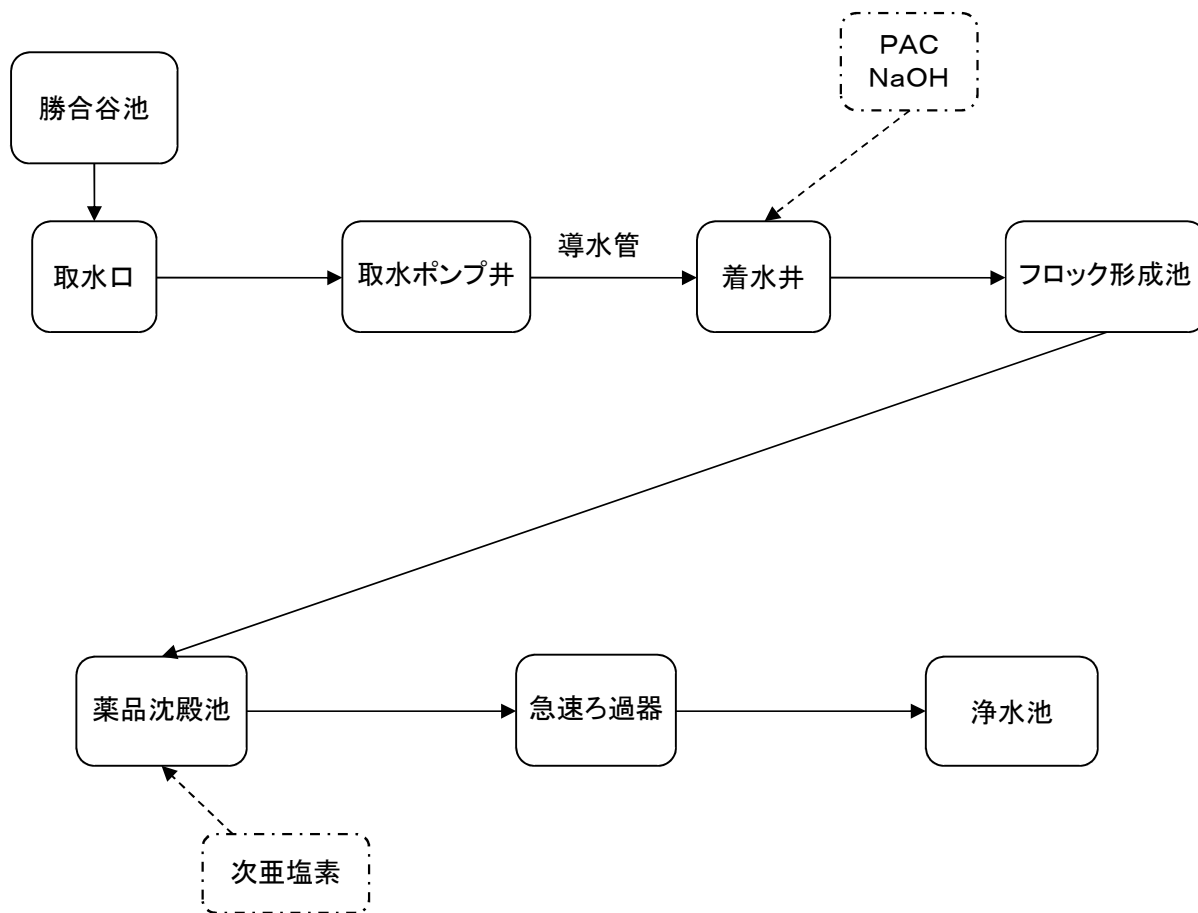 PAC
NaOH
勝合谷池
取水口
取水ポンプ井
導水管
着水井
フロック形成池
薬品沈殿池
急速ろ過器
浄水池
次亜塩素